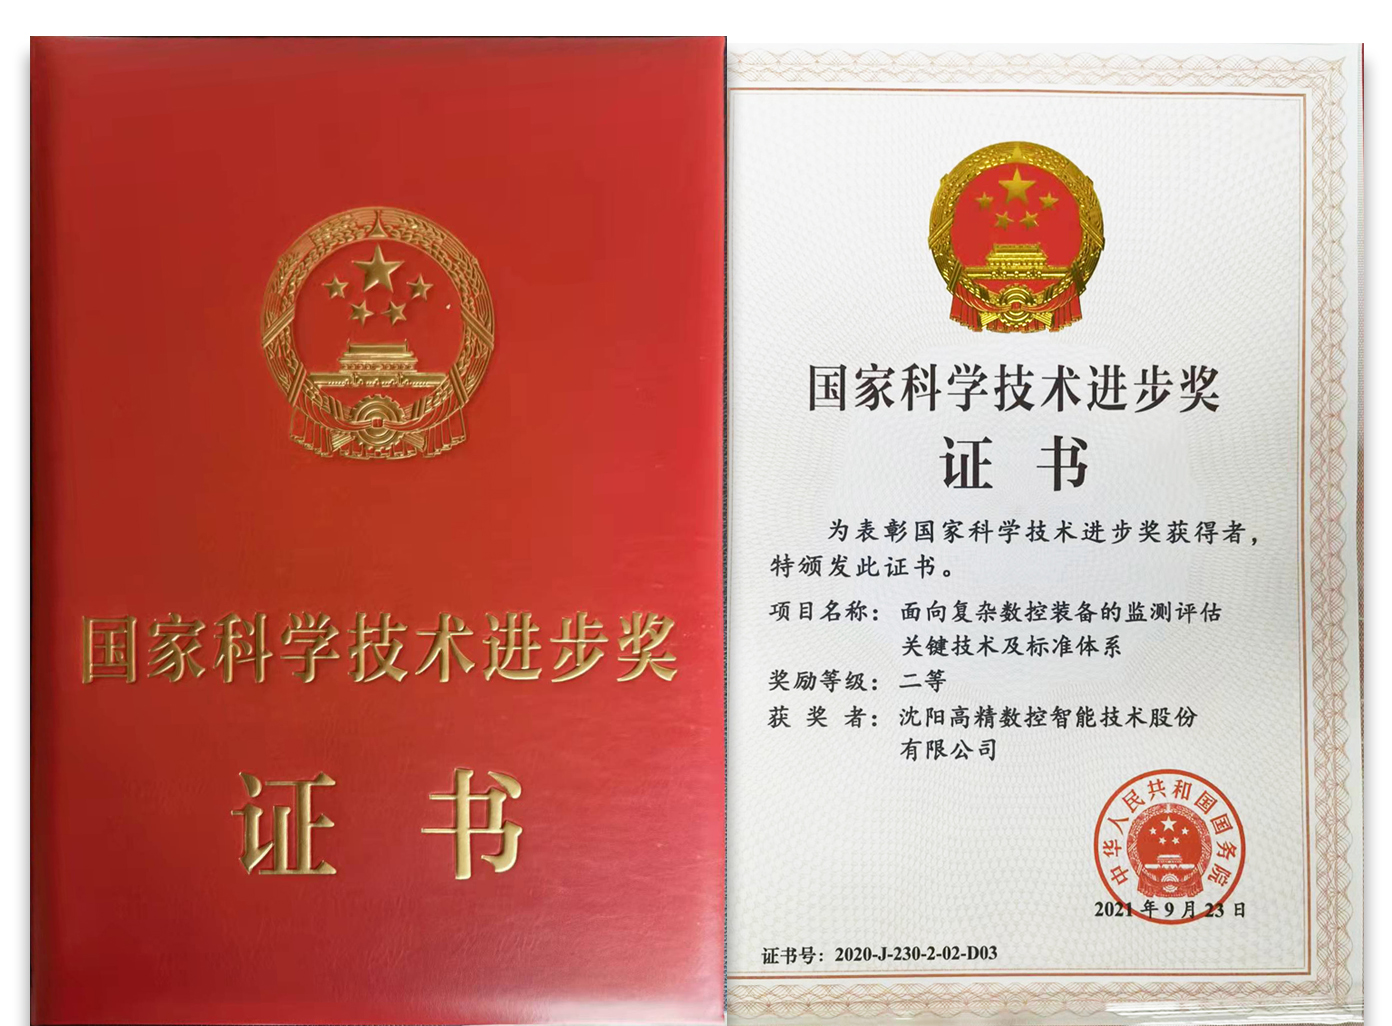 国家科学技术进步奖
证 书
国家科学技术进步奖
证 书
为表彰国家科学技术进步奖获得者，
特颁发此证书。
项目名称： 面向复杂数控装备的监测评估
关键技术及标准体系
奖励等级： 二等
获 奖 者： 沈阳高精数控智能技术股份
有限公司
中华人民共和国国务院
2021 年 9 月 23 日
证书号： 2020-J-230-2-02-D03